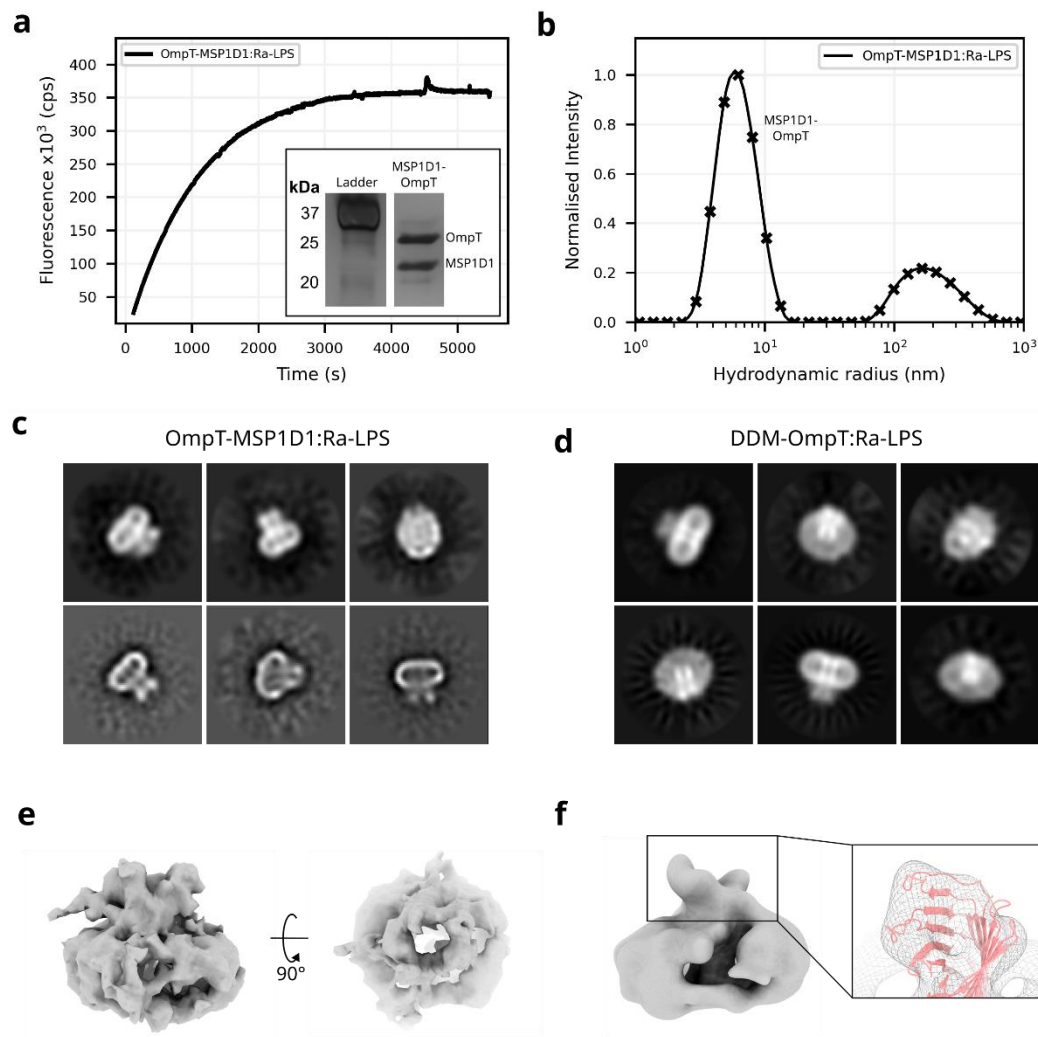 a
OmpT-MSP1D1:Ra-LPS
400
350
300
250
200
150
100
50
Fluorescence x10³ (cps)
0
1000
2000
3000
4000
5000
Time (s)
kDa
Ladder
MSP1D1-
OmpT
37
25
20
OmpT
MSP1D1
b
OmpT-MSP1D1:Ra-LPS
MSP1D1-
OmpT
1.0
0.8
0.6
0.4
0.2
0.0
Normalised Intensity
10⁰
10¹
10²
10³
Hydrodynamic radius (nm)
c
OmpT-MSP1D1:Ra-LPS
d
DDM-OmpT:Ra-LPS
e
90°
f